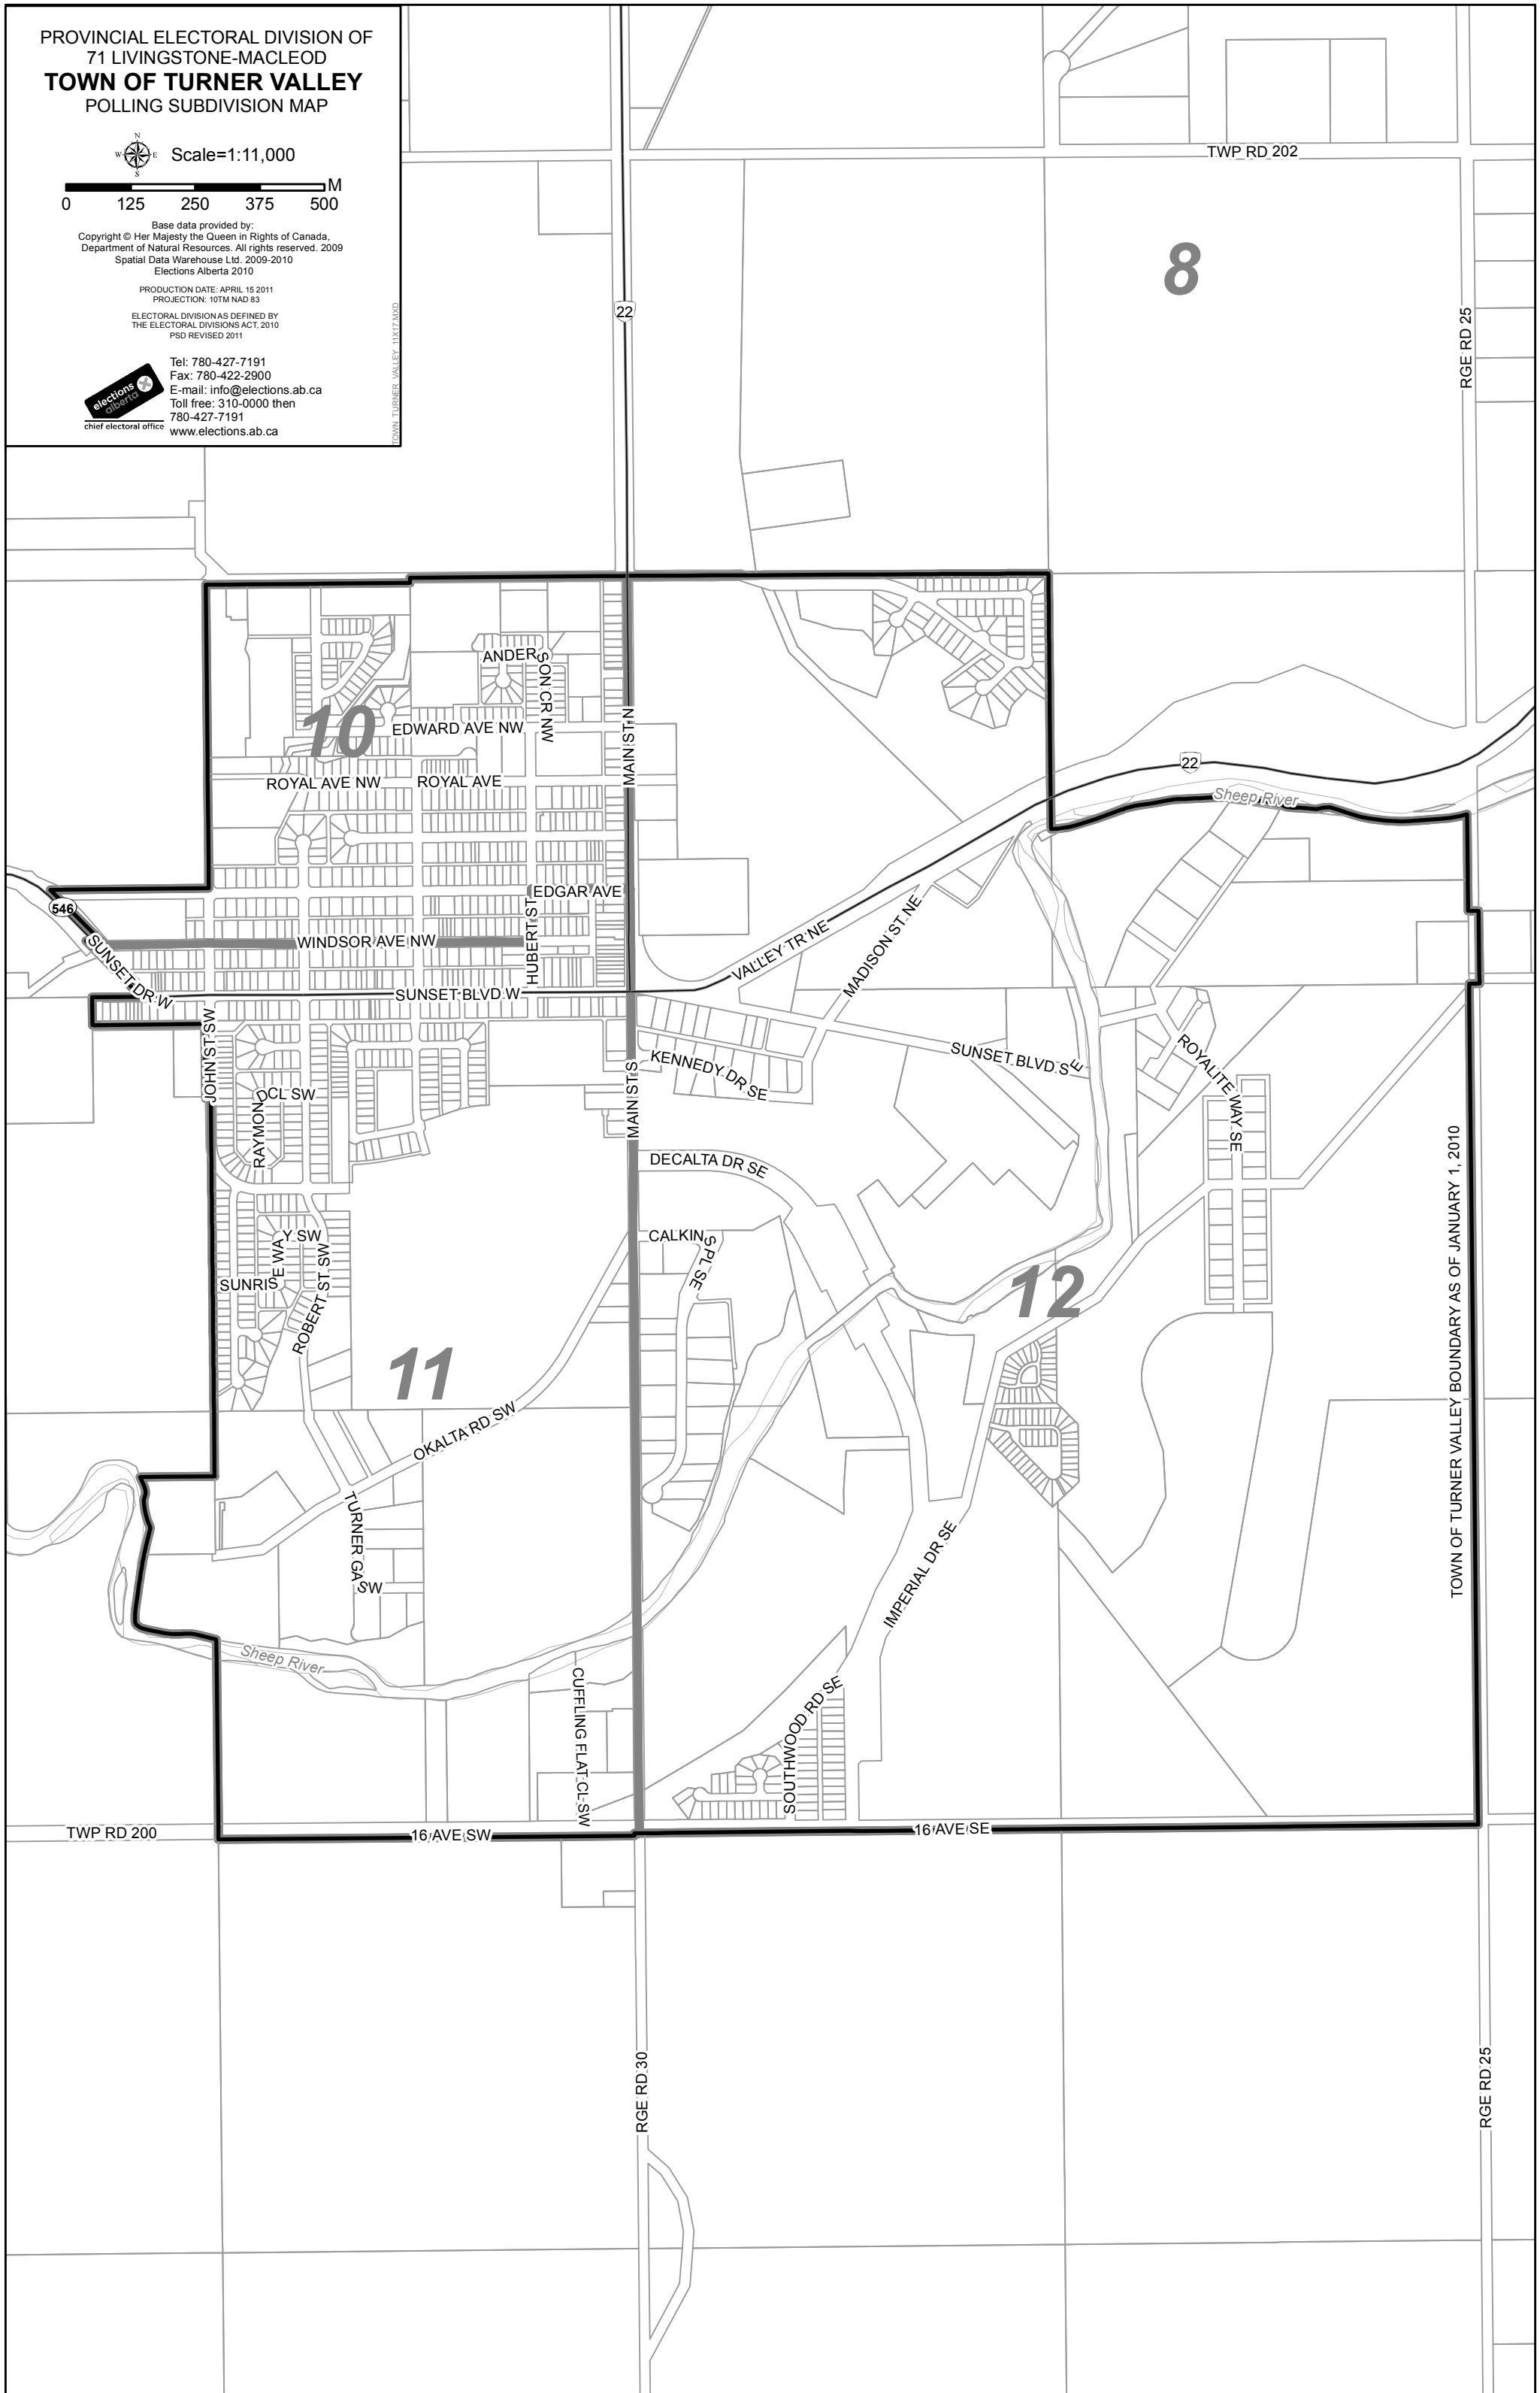 PROVINCIAL ELECTORAL DIVISION OF
71 LIVINGSTONE-MACLEOD
TOWN OF TURNER VALLEY
POLLING SUBDIVISION MAP
N
W E
S
Scale=1:11,000
M
0 125 250 375 500
Base data provided by:
Copyright © Her Majesty the Queen in Rights of Canada,
Department of Natural Resources. All rights reserved. 2009
Spatial Data Warehouse Ltd. 2009-2010
Elections Alberta 2010
PRODUCTION DATE: APRIL 15 2011
PROJECTION: 10TM NAD 83
ELECTORAL DIVISION AS DEFINED BY
THE ELECTORAL DIVISIONS ACT, 2010
PSD REVISED 2011
elections
alberta
chief electoral office
Tel: 780-427-7191
Fax: 780-422-2900
E-mail: info@elections.ab.ca
Toll free: 310-0000 then
780-427-7191
www.elections.ab.ca
TOWN TURNER VALLEY 11X17.MXD
TWP RD 202
8
22
RGE RD 25
ANDERSON CR NW
10
EDWARD AVE NW
MAIN ST N
ROYAL AVE NW
ROYAL AVE
22
Sheep River
EDGAR AVE
546
HUBERT ST
WINDSOR AVE NW
SUNSET DR W
VALLEY TR NE
MADISON ST NE
SUNSET BLVD W
JOHN ST SW
KENNEDY DR SE
SUNSET BLVD SE
ROYALITE WAY SE
RAYMOND CL SW
MAIN ST S
DECALTA DR SE
CALKINS PL SE
SUNRISE WAY SW
ROBERT ST SW
12
11
TOWN OF TURNER VALLEY BOUNDARY AS OF JANUARY 1, 2010
OKALTA RD SW
TURNER GA SW
IMPERIAL DR SE
Sheep River
CUFFLING FLAT CL SW
SOUTHWOOD RD SE
TWP RD 200
16 AVE SW
16 AVE SE
RGE RD 30
RGE RD 25